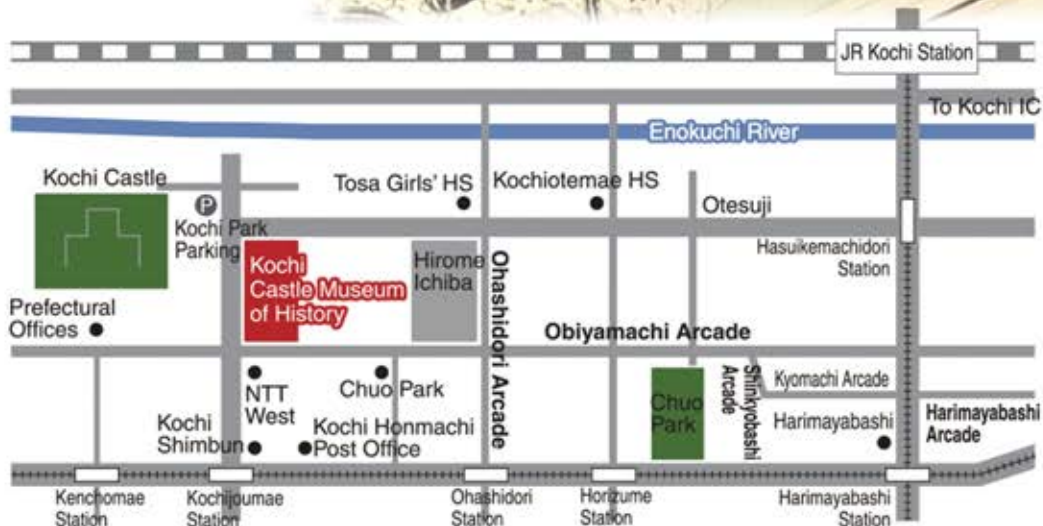 JR Kochi Station
To Kochi IC
Enokuchi River
Kochi Castle
P
Kochi Park
Parking
Tosa Girls' HS
Kochiotemae HS
Otesuji
Hasuikemachidori
Station
Kochi
Castle Museum
of History
Hirome
Ichiba
Ohashidori Arcade
Prefectural
Offices
Obiyamachi Arcade
NTT
West
Chuo Park
Kochi
Shimbun
Kochi Honmachi
Post Office
Chuo
Park
Shinkyobashi
Arcade
Kyomachi Arcade
Harimayabashi
Harimayabashi
Arcade
Kenchomae
Station
Kochijoumae
Station
Ohashidori
Station
Horizume
Station
Harimayabashi
Station